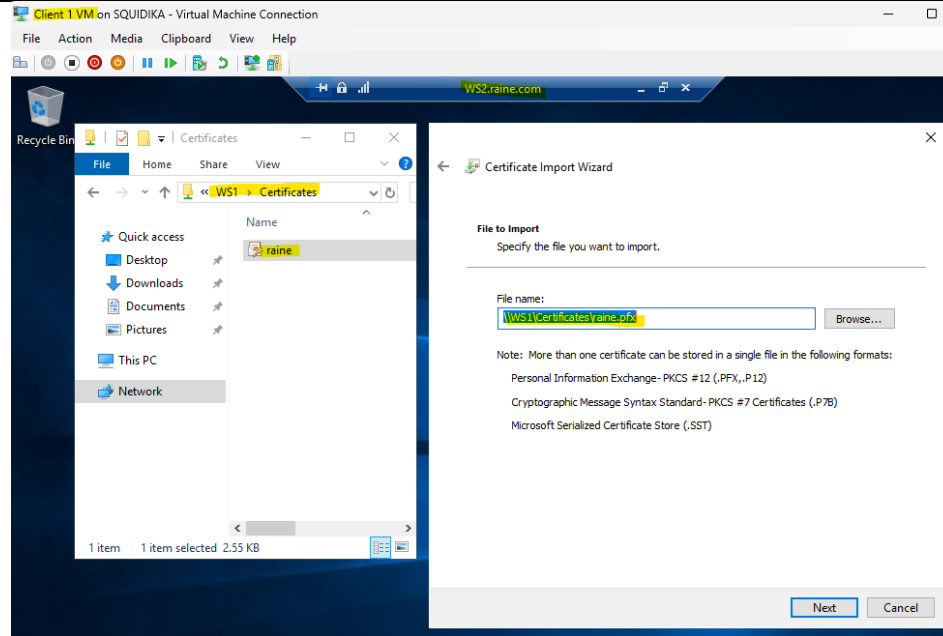 Client 1 VM on SQUIDIKA - Virtual Machine Connection
File Action Media Clipboard View Help
WS2.raine.com
Recycle Bin
Certificates
File Home Share View
« WS1 > Certificates
Name
Quick access
raine
Desktop
Downloads
Documents
Pictures
This PC
Network
1 item 1 item selected 2.55 KB
Certificate Import Wizard
File to Import
Specify the file you want to import.
File name:
\\WS1\Certificates\raine.pfx
Browse...
Note: More than one certificate can be stored in a single file in the following formats:
Personal Information Exchange- PKCS #12 (.PFX,.P12)
Cryptographic Message Syntax Standard- PKCS #7 Certificates (.P7B)
Microsoft Serialized Certificate Store (.SST)
Next Cancel